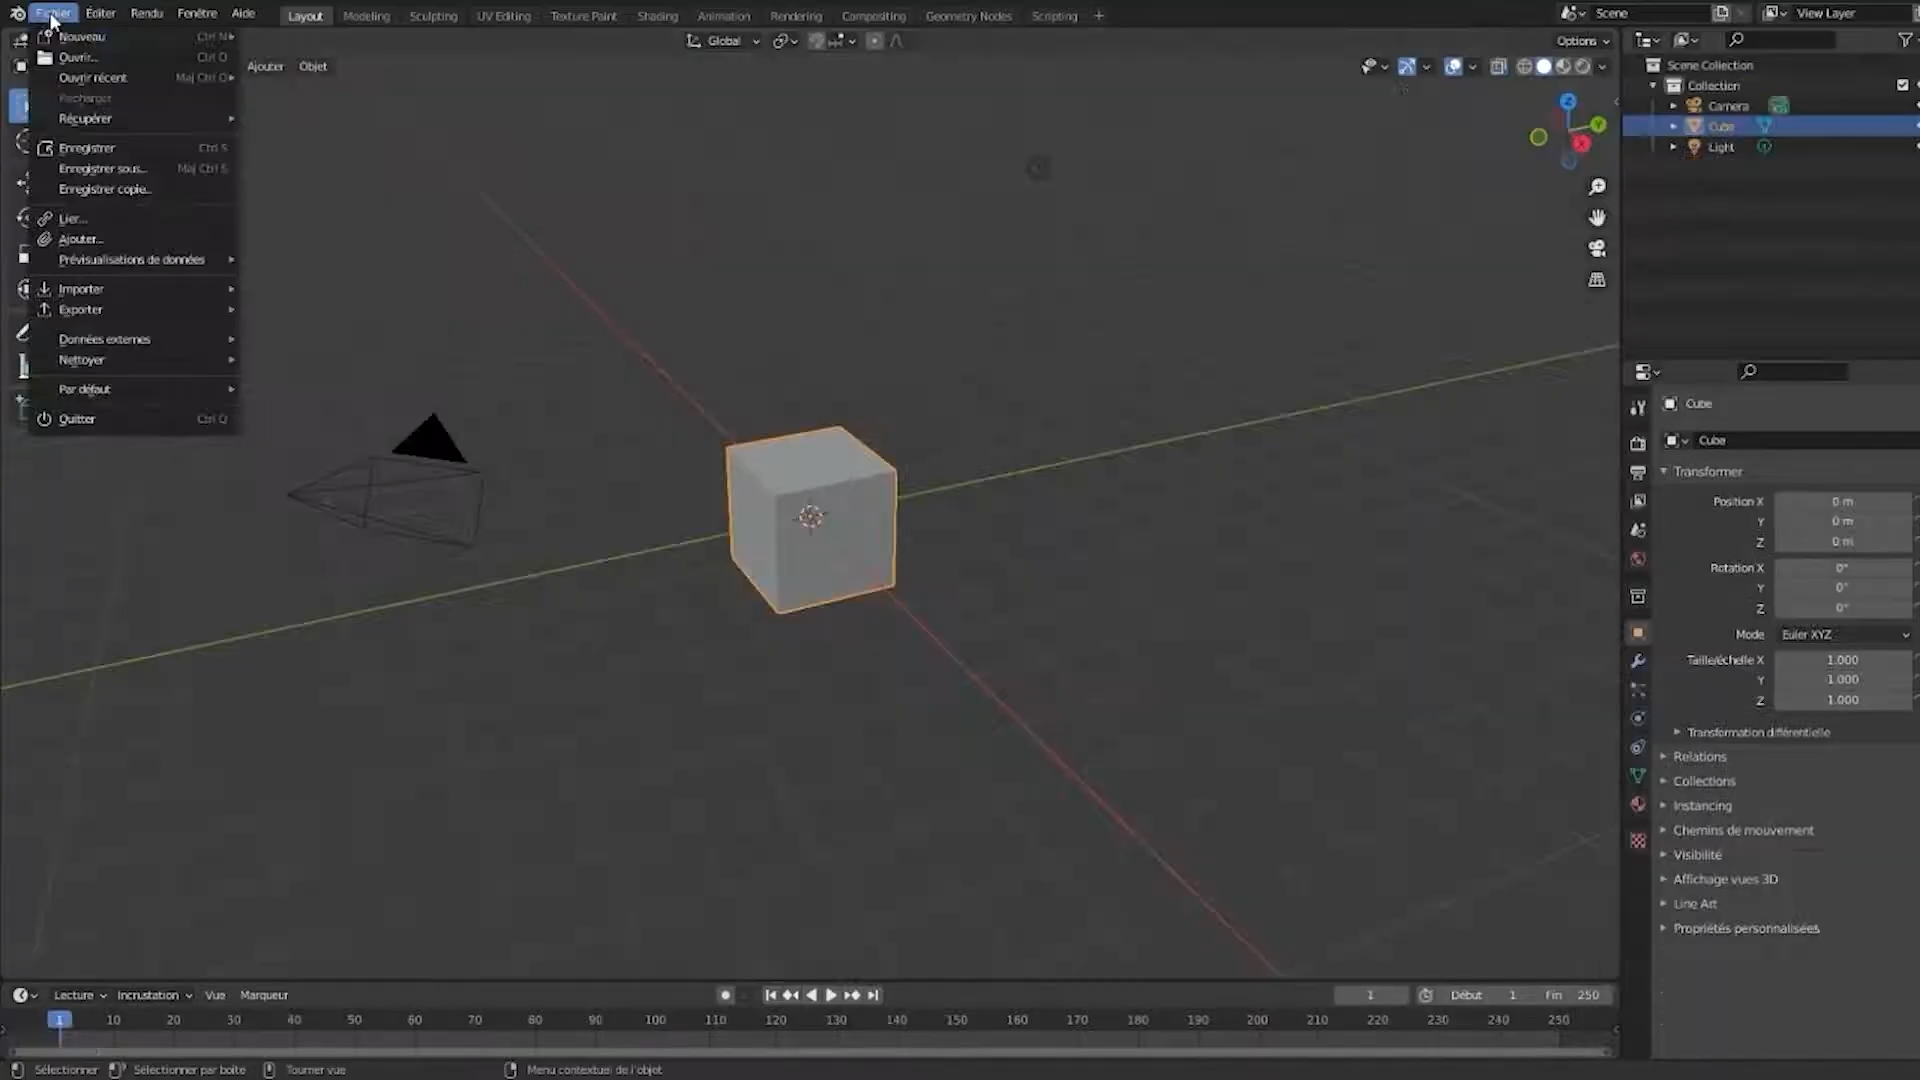 Fichier Éditer Rendu Fenêtre Aide Layout Modeling Sculpting UV Editing Texture Paint Shading Animation Rendering Compositing Geometry Nodes Scripting + Scene View Layer
Nouveau Ctrl N
Ouvrir... Ctrl O
Ouvrir récent Maj Ctrl O
Recharger
Récupérer
Enregistrer Ctrl S
Enregistrer sous... Maj Ctrl S
Enregistrer copie...
Lier...
Ajouter...
Prévisualisations de données
Importer
Exporter
Données externes
Nettoyer
Par défaut
Quitter Ctrl Q
Global Options
Ajouter Objet
Z
Y
X
Scene Collection
Collection
Camera
Cube
Light
Cube
Cube
Transformer
Position X 0 m
Y 0 m
Z 0 m
Rotation X 0°
Y 0°
Z 0°
Mode Euler XYZ
Taille/échelle X 1.000
Y 1.000
Z 1.000
Transformation différentielle
Relations
Collections
Instancing
Chemins de mouvement
Visibilité
Affichage vues 3D
Line Art
Propriétés personnalisées
Lecture Incrustation Vue Marqueur 1 Début 1 Fin 250
1 10 20 30 40 50 60 70 80 90 100 110 120 130 140 150 160 170 180 190 200 210 220 230 240 250
Sélectionner Sélectionner par boîte Tourner vue Menu contextuel de l'objet